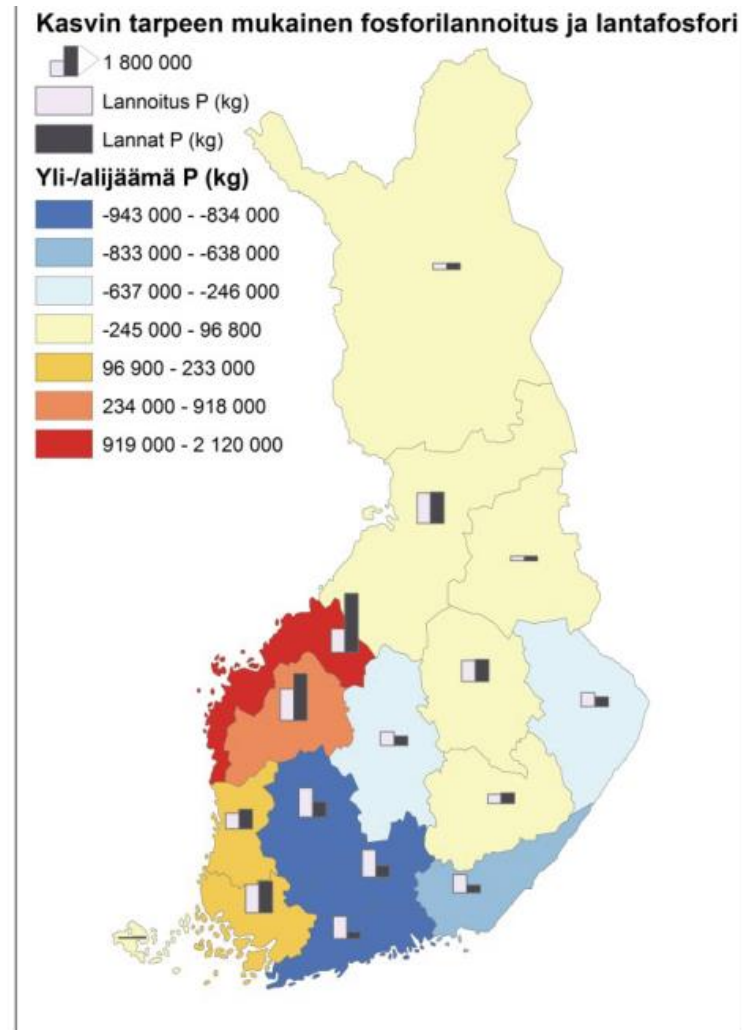 Kasvin tarpeen mukainen fosforilannoitus ja lantafosfori
1 800 000
Lannoitus P (kg)
Lannat P (kg)
Yli-/alijäämä P (kg)
-943 000 - -834 000
-833 000 - -638 000
-637 000 - -246 000
-245 000 - 96 800
96 900 - 233 000
234 000 - 918 000
919 000 - 2 120 000